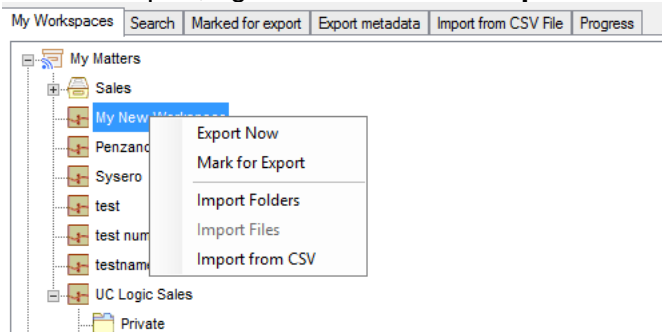 My Workspaces Search Marked for export Export metadata Import from CSV File Progress
My Matters
Sales
My New
Export Now
Mark for Export
Import Folders
Import Files
Import from CSV
Sysero
test
test
UC Logic Sales
Private